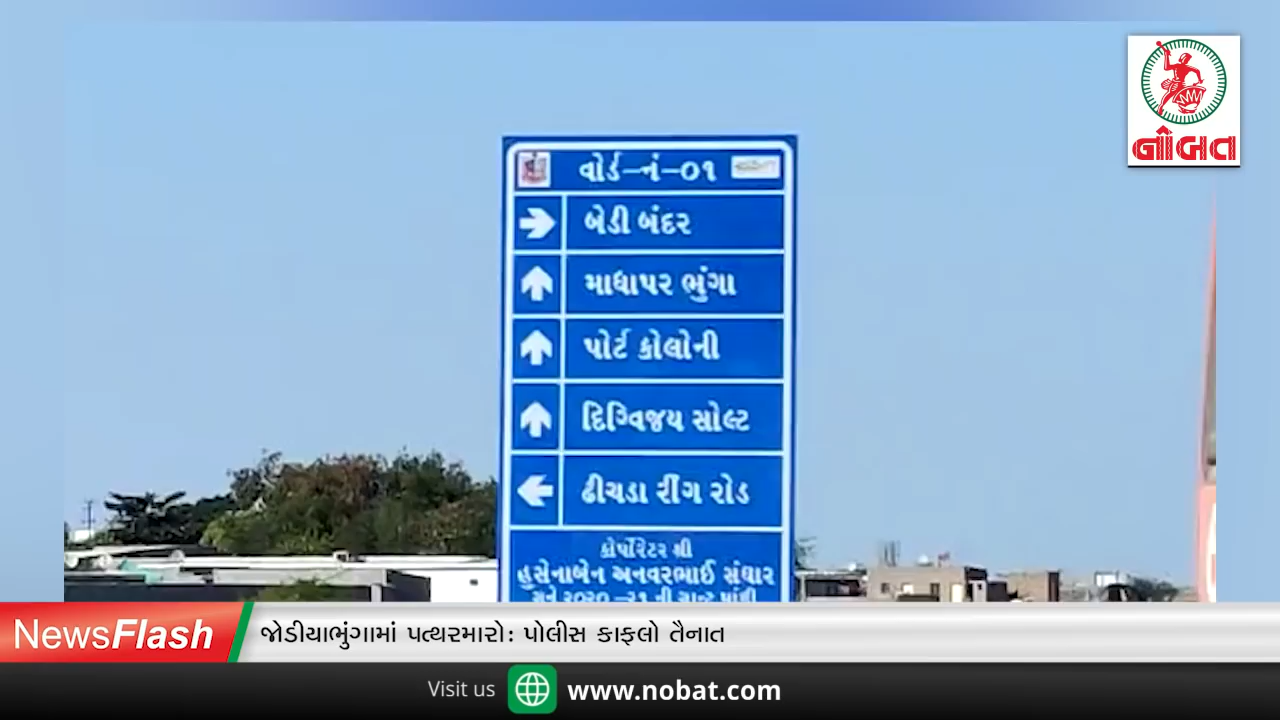 નોબત
વોર્ડ-નં-૦૧
બેડી બંદર
માધાપર ભુંગા
પોર્ટ કોલોની
દિગ્વિજય સોલ્ટ
ઢીચડા રીંગ રોડ
કોર્પોરેટર શ્રી
હુસેનાબેન અનવરભાઈ સંઘાર
NewsFlash
જોડીયાભુંગામાં પત્થરમારોઃ પોલીસ કાફલો તૈનાત
Visit us
www.nobat.com